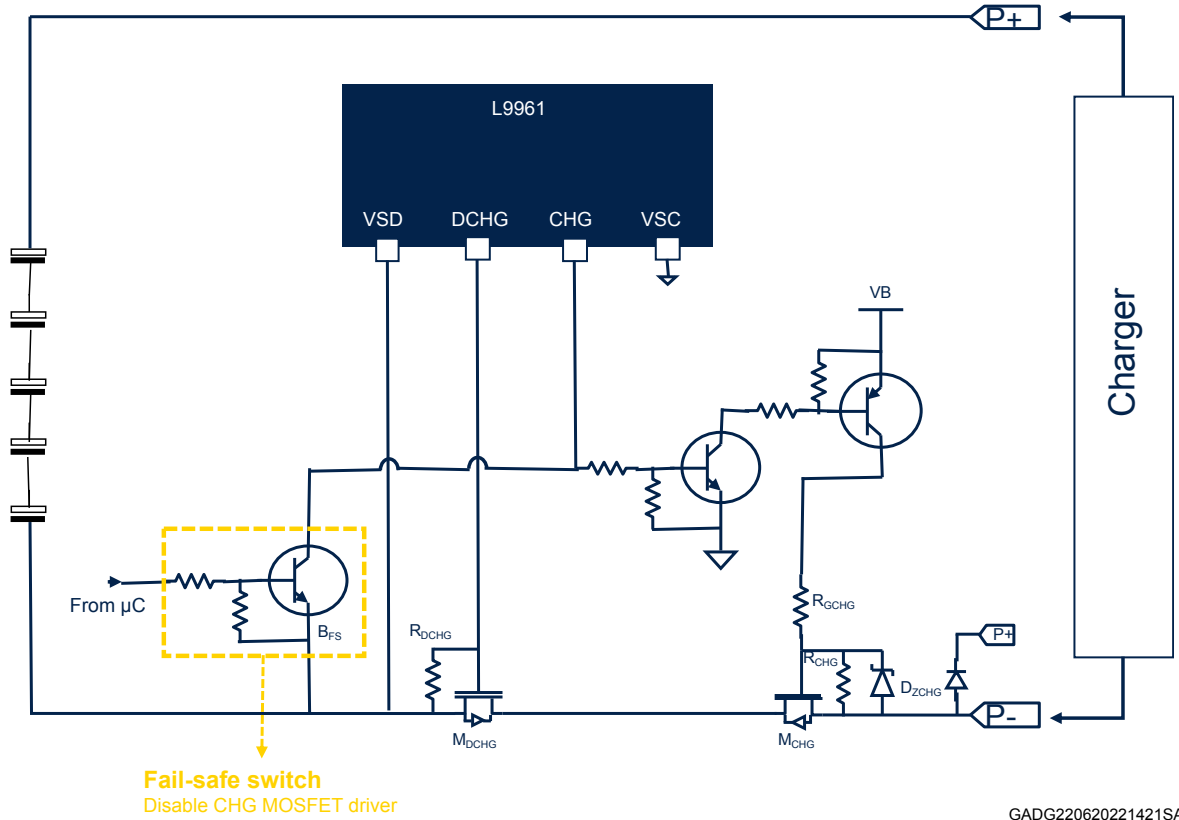 P+
L9961
VSD DCHG CHG VSC
VB
Charger
From µC
BFS
RDCHG
RGCHG
RCHG
P+
DZCHG
P-
MDCHG
MCHG
Fail-safe switch
Disable CHG MOSFET driver
GADG220620221421SA